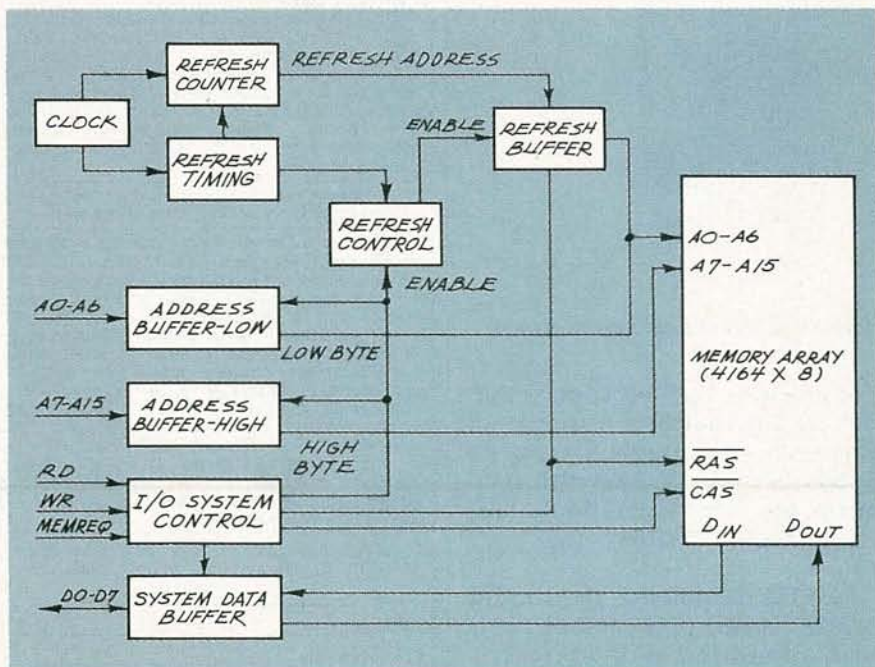 REFRESH
COUNTER
REFRESH ADDRESS
CLOCK
ENABLE
REFRESH
BUFFER
REFRESH
TIMING
REFRESH
CONTROL
A0-A6
A7-A15
ENABLE
A0-A6
ADDRESS
BUFFER-LOW
LOW BYTE
MEMORY ARRAY
(4164 X 8)
A7-A15
ADDRESS
BUFFER-HIGH
HIGH
BYTE
RD
WR
MEMREQ
I/O SYSTEM
CONTROL
RAS
CAS
DIN
DOUT
D0-D7
SYSTEM DATA
BUFFER